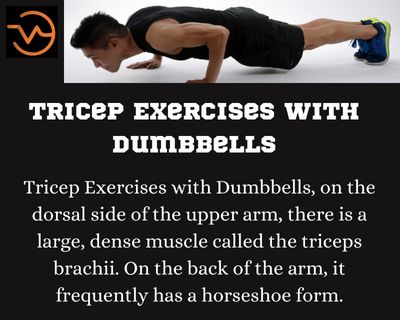 Tricep Exercises with
Dumbbells
Tricep Exercises with Dumbbells, on the
dorsal side of the upper arm, there is a
large, dense muscle called the triceps
brachii. On the back of the arm, it
frequently has a horseshoe form.